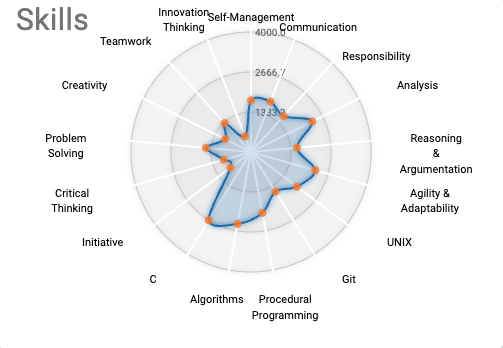 Skills
Self-Management
Communication
Responsibility
Analysis
Reasoning
&
Argumentation
Agility &
Adaptability
UNIX
Git
Procedural
Programming
Algorithms
C
Initiative
Critical
Thinking
Problem
Solving
Creativity
Teamwork
Innovation
Thinking
4000.0
2666.7
1333.3